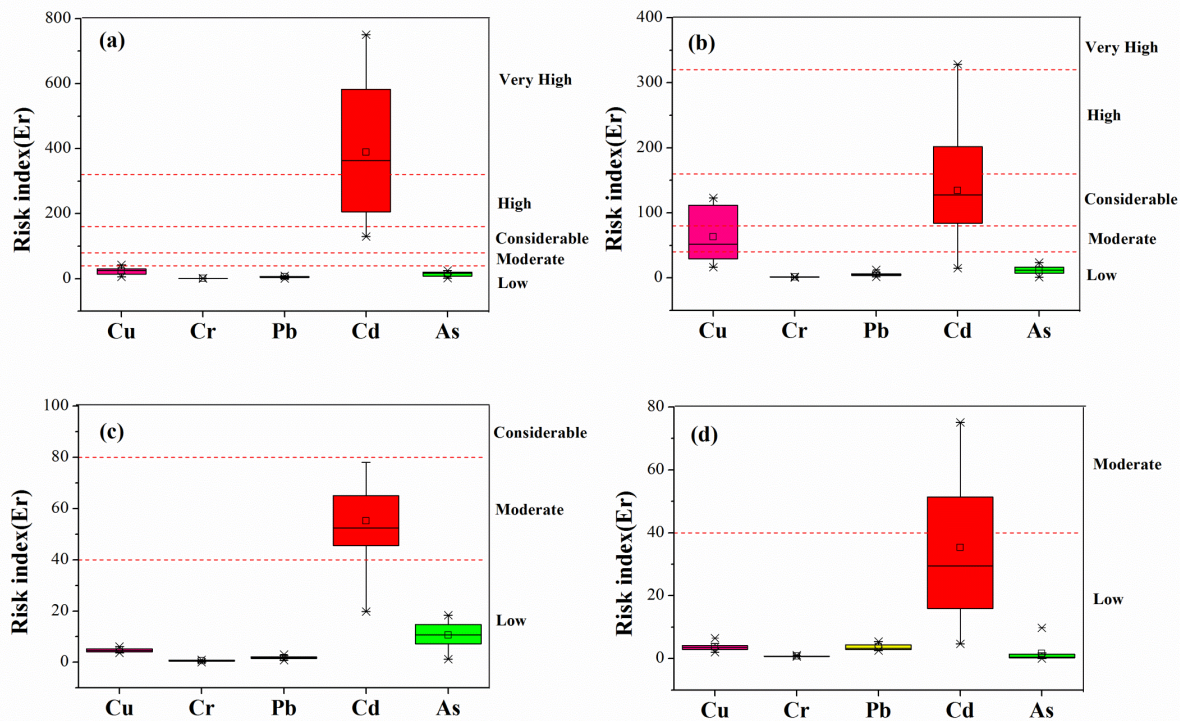 (a)
Risk index(Er)
800
600
400
200
0
Very High
High
Considerable
Moderate
Low
Cu Cr Pb Cd As
(b)
Risk index(Er)
400
300
200
100
0
Very High
High
Considerable
Moderate
Low
Cu Cr Pb Cd As
(c)
Risk index(Er)
100
80
60
40
20
0
Considerable
Moderate
Low
Cu Cr Pb Cd As
(d)
Risk index(Er)
80
60
40
20
0
Moderate
Low
Cu Cr Pb Cd As